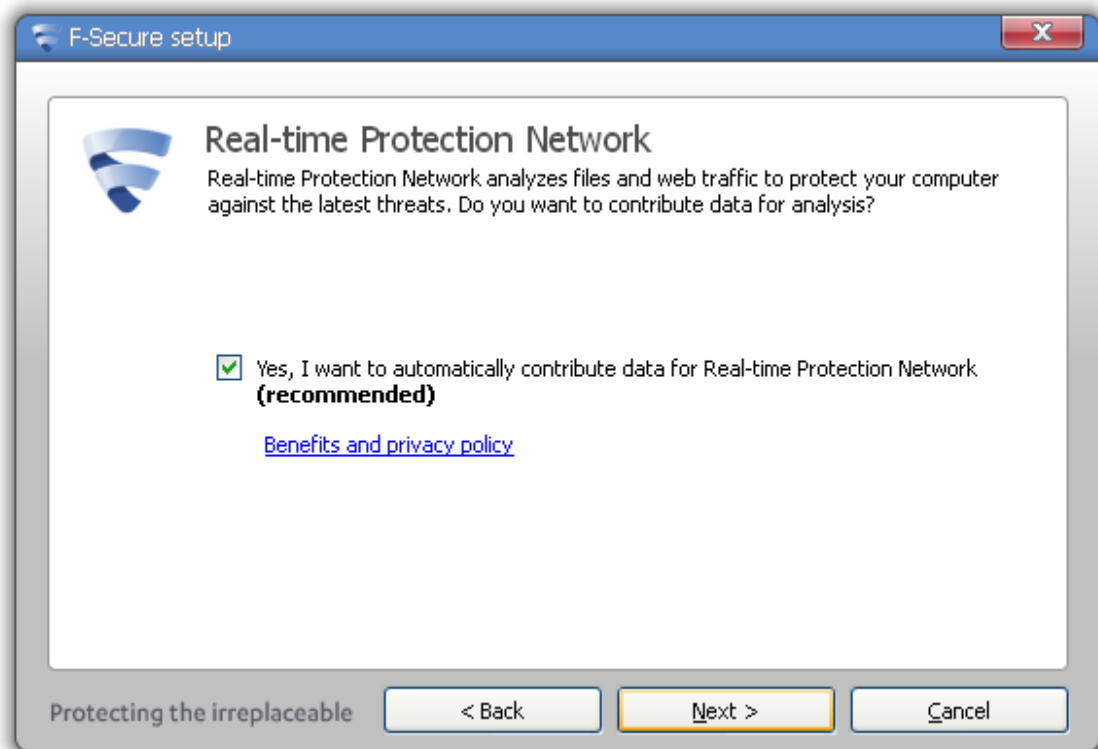 F-Secure setup
Real-time Protection Network
Real-time Protection Network analyzes files and web traffic to protect your computer
against the latest threats. Do you want to contribute data for analysis?
Yes, I want to automatically contribute data for Real-time Protection Network
(recommended)
Benefits and privacy policy
Protecting the irreplaceable
< Back
Next >
Cancel